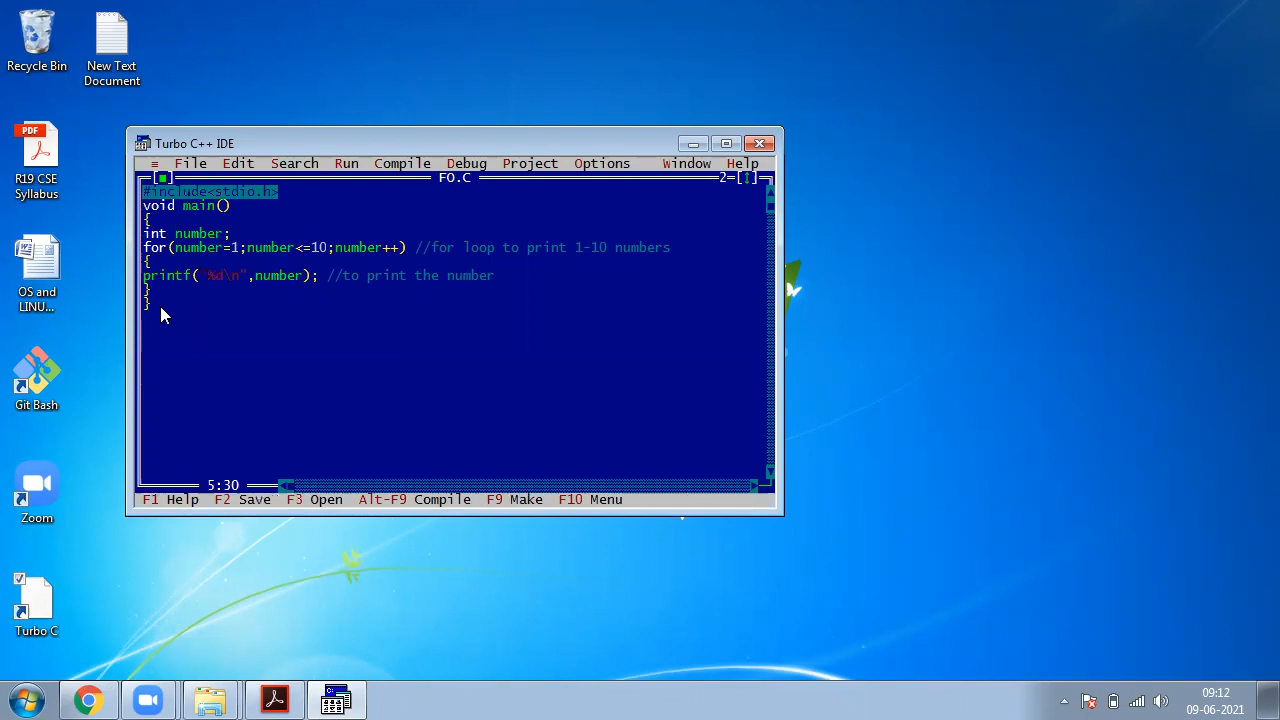 Recycle Bin
New Text Document
PDF
R19 CSE Syllabus
OS and LINU...
Git Bash
Zoom
Turbo C
Turbo C++ IDE
≡ File Edit Search Run Compile Debug Project Options Window Help
[■] FO.C 2=[↕]
#include<stdio.h>
void main()
{
int number;
for(number=1;number<=10;number++) //for loop to print 1-10 numbers
{
printf("%d\n",number); //to print the number
}
}
5:30
F1 Help F2 Save F3 Open Alt-F9 Compile F9 Make F10 Menu
09:12
09-06-2021